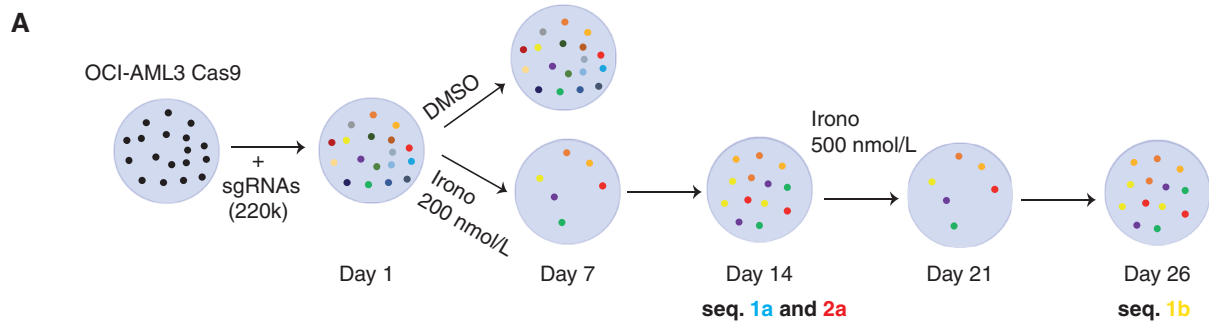 A
OCI-AML3 Cas9
+
sgRNAs
(220k)
DMSO
Irono
200 nmol/L
Irono
500 nmol/L
Day 1
Day 7
Day 14
Day 21
Day 26
seq. 1a and 2a
seq. 1b